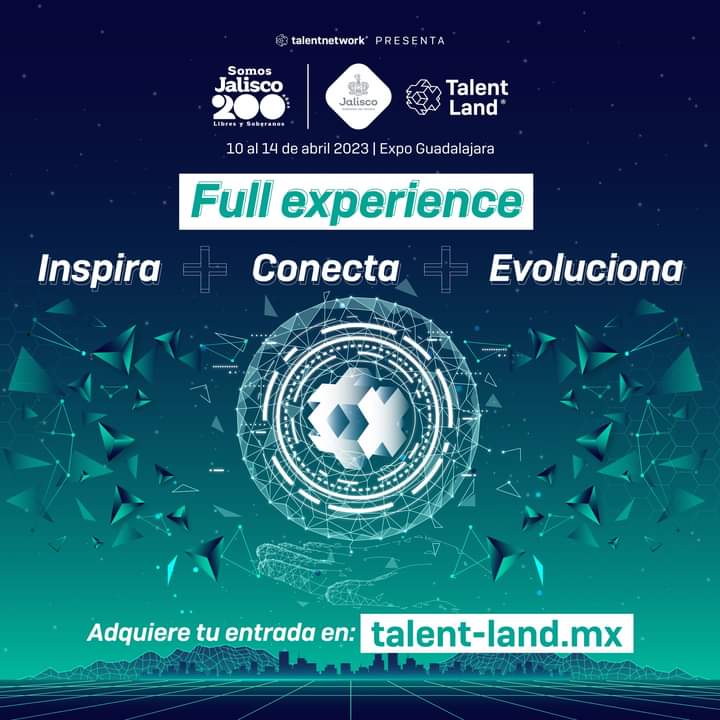 talentnetwork® PRESENTA
Somos
Jalisco
200 años
Libres y Soberanos
Jalisco
Talent
Land®
10 al 14 de abril 2023 | Expo Guadalajara
Full experience
Inspira + Conecta + Evoluciona
Adquiere tu entrada en: talent-land.mx